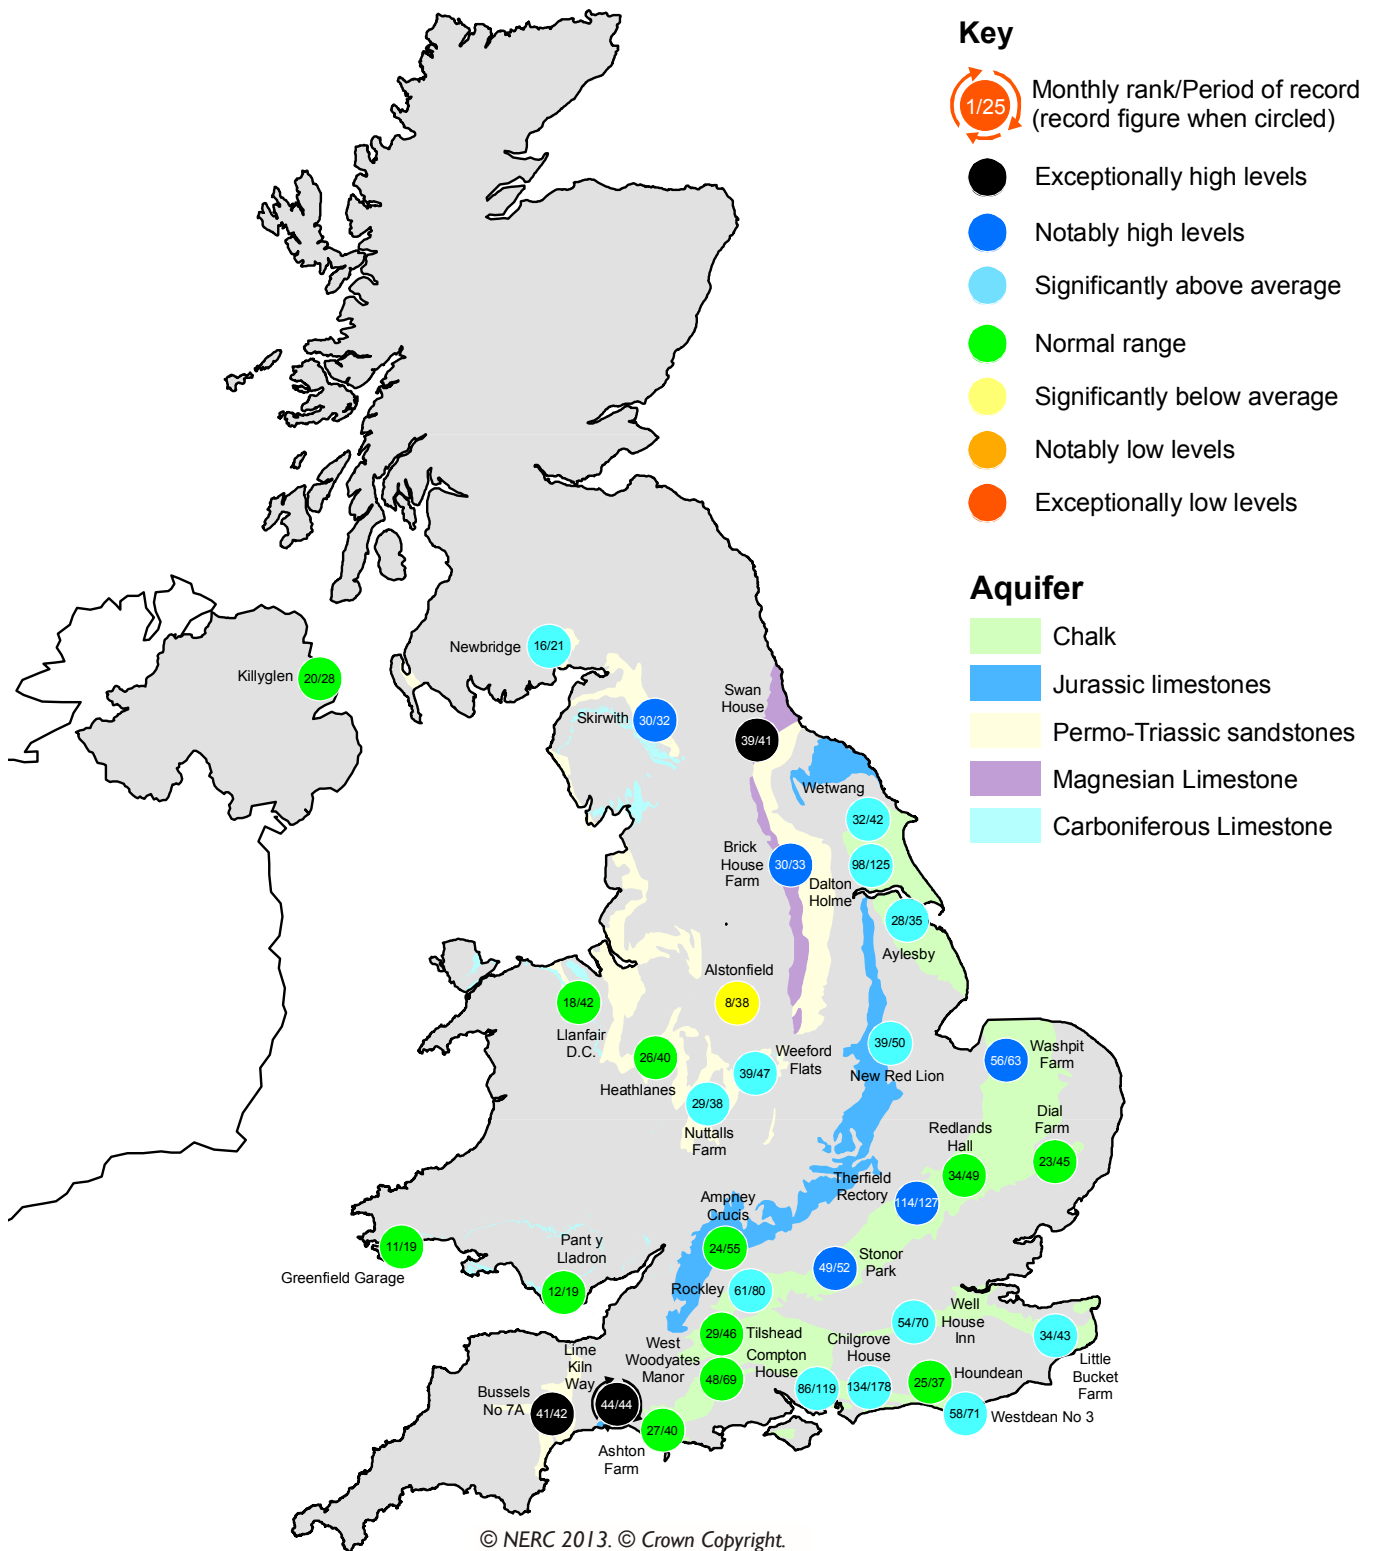 Key
1/25
Monthly rank/Period of record
(record figure when circled)
Exceptionally high levels
Notably high levels
Significantly above average
Normal range
Significantly below average
Notably low levels
Exceptionally low levels
Aquifer
Chalk
Jurassic limestones
Permo-Triassic sandstones
Magnesian Limestone
Carboniferous Limestone
Newbridge
16/21
Killyglen
20/28
Skirwith
30/32
Swan
House
39/41
Wetwang
32/42
Brick
House
Farm
30/33
Dalton
Holme
98/125
28/35
Aylesby
Alstonfield
8/38
18/42
Llanfair
D.C.
26/40
Heathlanes
Weeford
Flats
39/47
29/38
Nuttalls
Farm
39/50
New Red Lion
56/63
Washpit
Farm
Dial
Farm
23/45
Redlands
Hall
34/49
Therfield
Rectory
114/127
Ampney
Crucis
24/55
Stonor
Park
49/52
Rockley
61/80
11/19
Greenfield Garage
Pant y
Lladron
12/19
29/46
Tilshead
West
Woodyates
Manor
48/69
Compton
House
86/119
Chilgrove
House
134/178
54/70
Well
House
Inn
34/43
Little
Bucket
Farm
25/37
Houndean
58/71
Westdean No 3
Lime
Kiln
Way
44/44
Bussels
No 7A
41/42
27/40
Ashton
Farm
© NERC 2013. © Crown Copyright.